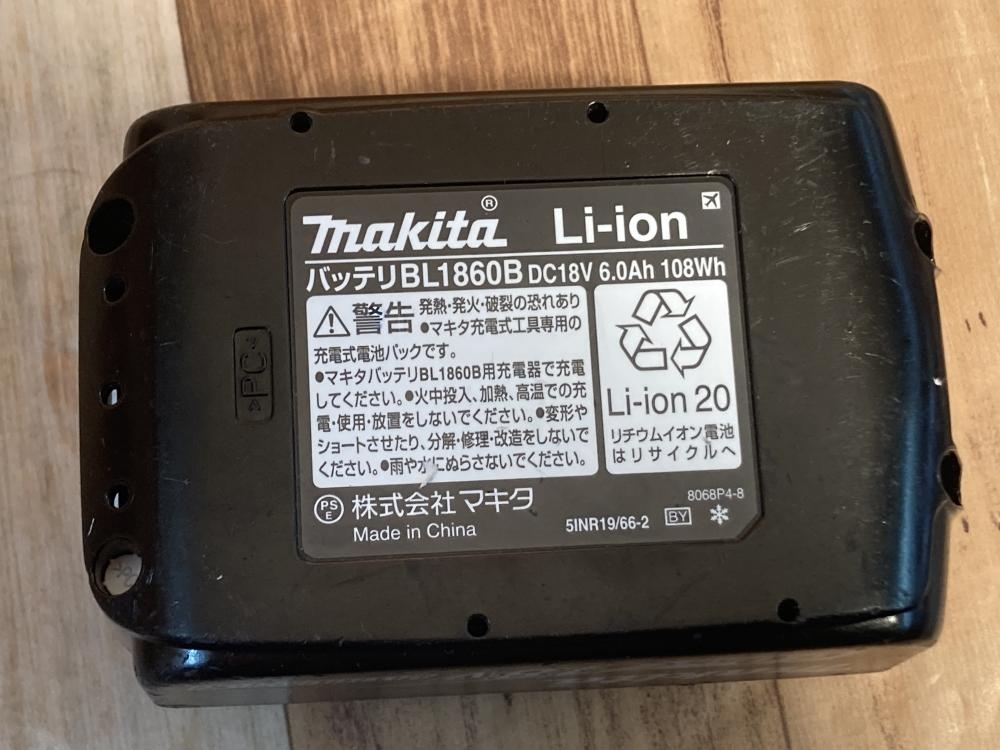 makita® Li-ion
バッテリBL1860B DC18V 6.0Ah 108Wh
警告 発熱・発火・破裂の恐れあり
●マキタ充電式工具専用の
充電式電池パックです。
●マキタバッテリBL1860B用充電器で充電
してください。●火中投入、加熱、高温での充
電・使用・放置をしないでください。●変形や
ショートさせたり、分解・修理・改造をしないで
ください。●雨や水にぬらさないでください。
Li-ion 20
リチウムイオン電池
はリサイクルへ
PS
E
株式会社マキタ
Made in China
8068P4-8
5INR19/66-2 BY
>PC<